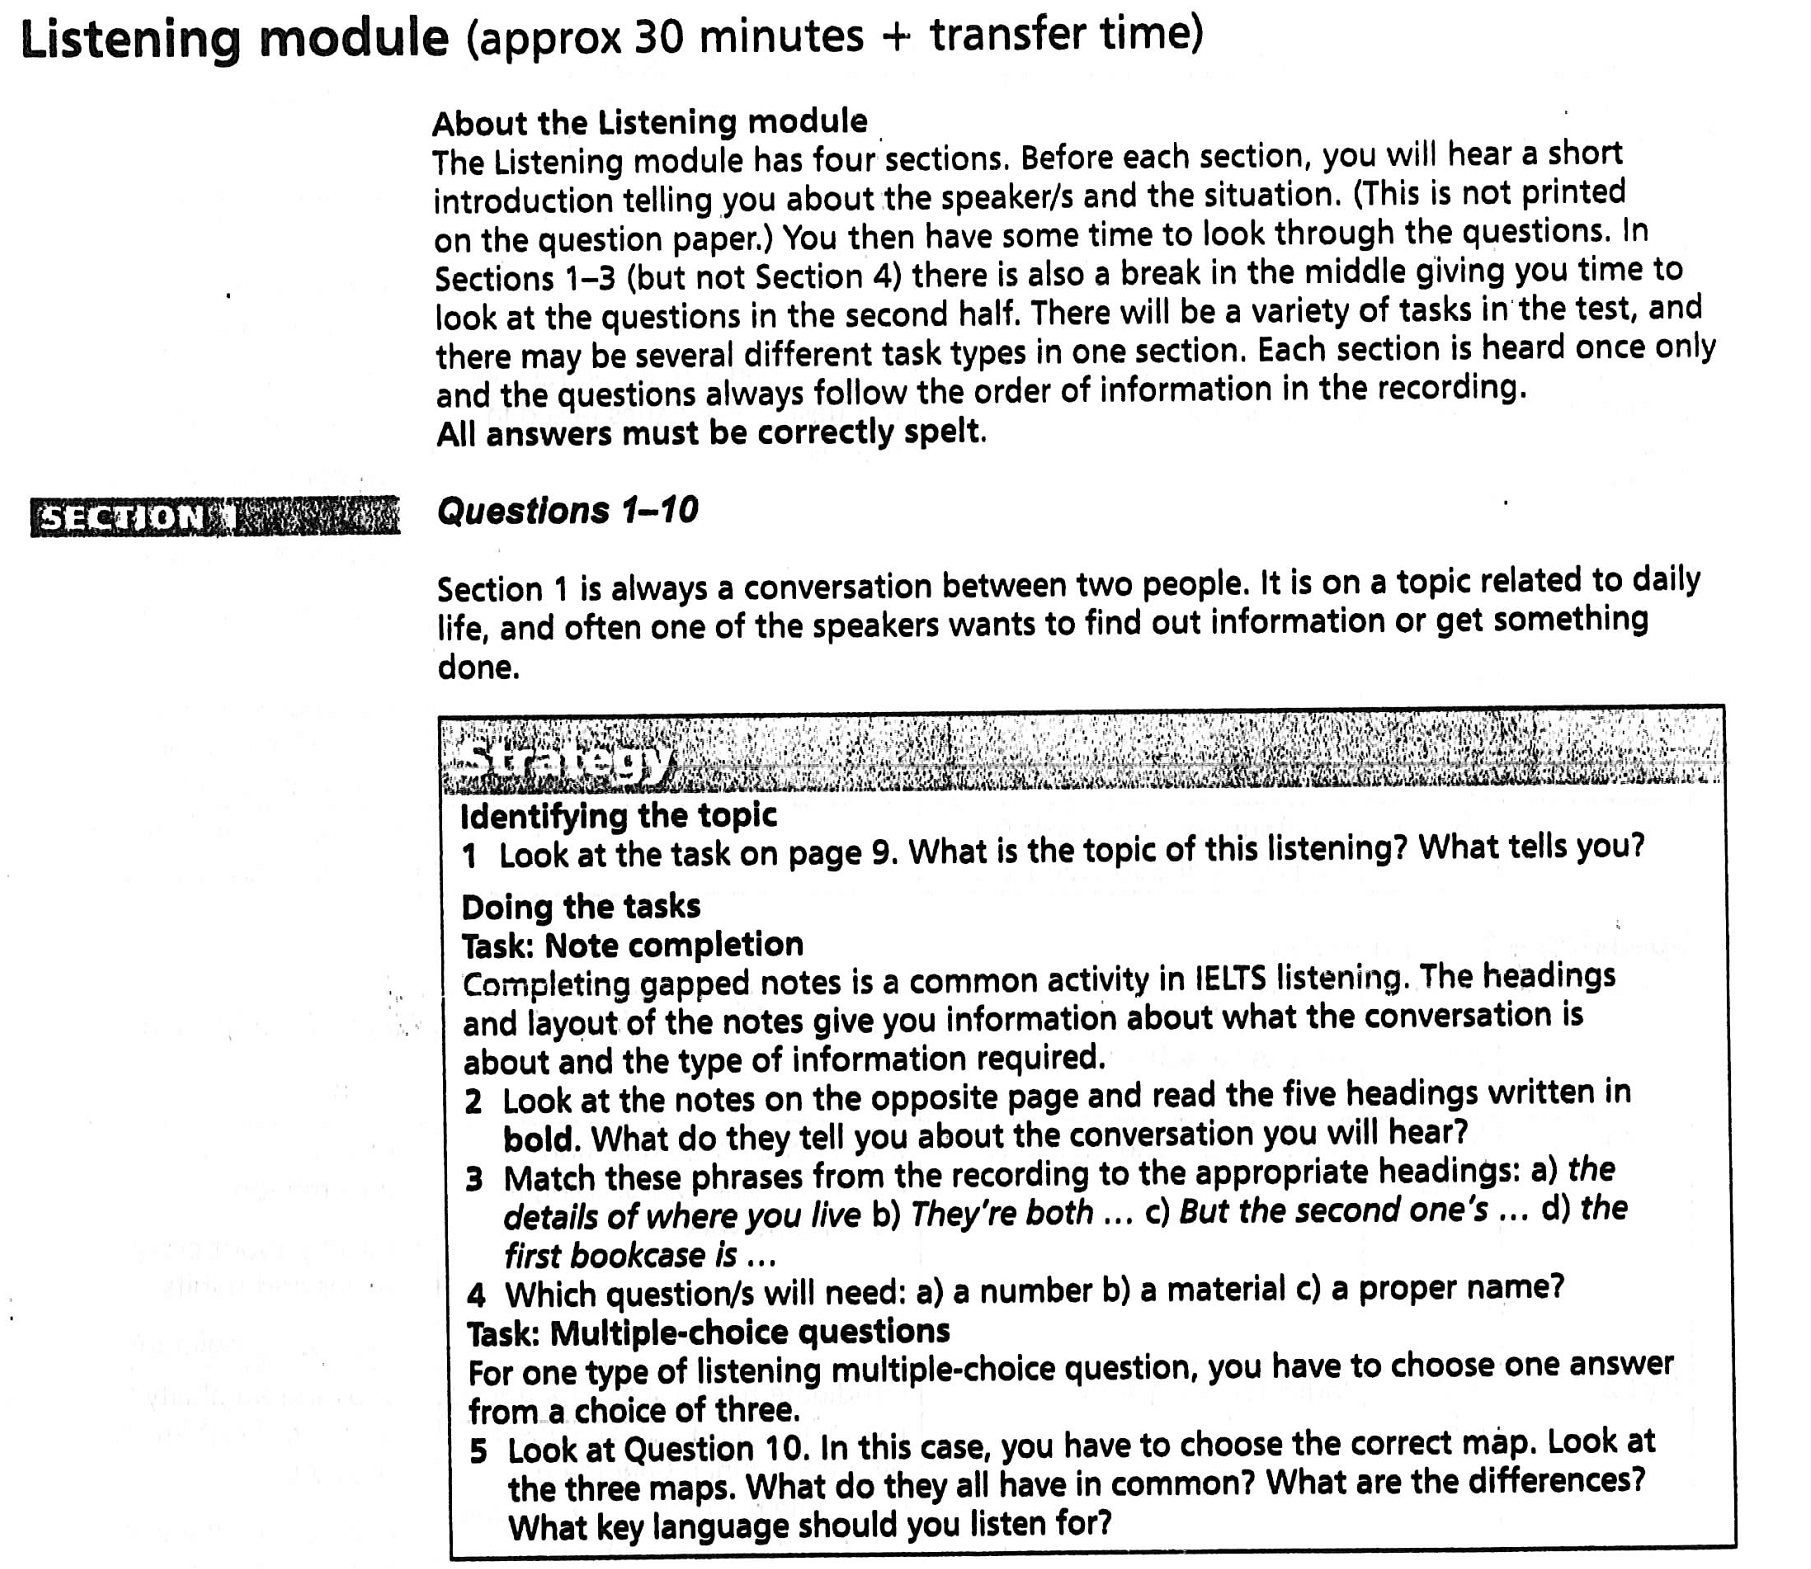 Listening module (approx 30 minutes + transfer time)
About the Listening module
The Listening module has four sections. Before each section, you will hear a short
introduction telling you about the speaker/s and the situation. (This is not printed
on the question paper.) You then have some time to look through the questions. In
Sections 1–3 (but not Section 4) there is also a break in the middle giving you time to
look at the questions in the second half. There will be a variety of tasks in the test, and
there may be several different task types in one section. Each section is heard once only
and the questions always follow the order of information in the recording.
All answers must be correctly spelt.
SECTION 1
Questions 1–10
Section 1 is always a conversation between two people. It is on a topic related to daily
life, and often one of the speakers wants to find out information or get something
done.
Strategy
Identifying the topic
1 Look at the task on page 9. What is the topic of this listening? What tells you?
Doing the tasks
Task: Note completion
Completing gapped notes is a common activity in IELTS listening. The headings
and layout of the notes give you information about what the conversation is
about and the type of information required.
2 Look at the notes on the opposite page and read the five headings written in
bold. What do they tell you about the conversation you will hear?
3 Match these phrases from the recording to the appropriate headings: a) the
details of where you live b) They're both ... c) But the second one's ... d) the
first bookcase is ...
4 Which question/s will need: a) a number b) a material c) a proper name?
Task: Multiple-choice questions
For one type of listening multiple-choice question, you have to choose one answer
from a choice of three.
5 Look at Question 10. In this case, you have to choose the correct map. Look at
the three maps. What do they all have in common? What are the differences?
What key language should you listen for?